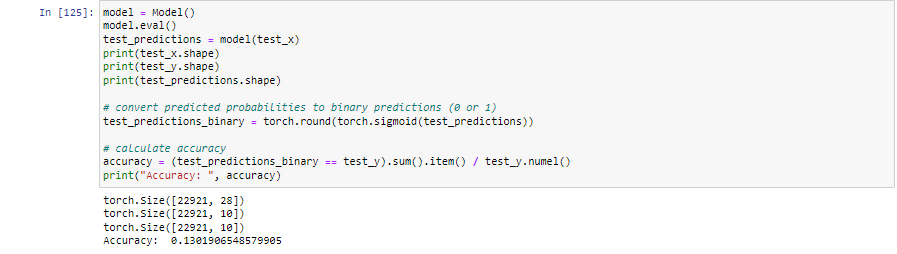 In [125]: model = Model()
model.eval()
test_predictions = model(test_x)
print(test_x.shape)
print(test_y.shape)
print(test_predictions.shape)
# convert predicted probabilities to binary predictions (0 or 1)
test_predictions_binary = torch.round(torch.sigmoid(test_predictions))
# calculate accuracy
accuracy = (test_predictions_binary == test_y).sum().item() / test_y.numel()
print("Accuracy: ", accuracy)
torch.Size([22921, 28])
torch.Size([22921, 10])
torch.Size([22921, 10])
Accuracy:  0.1301906548579905